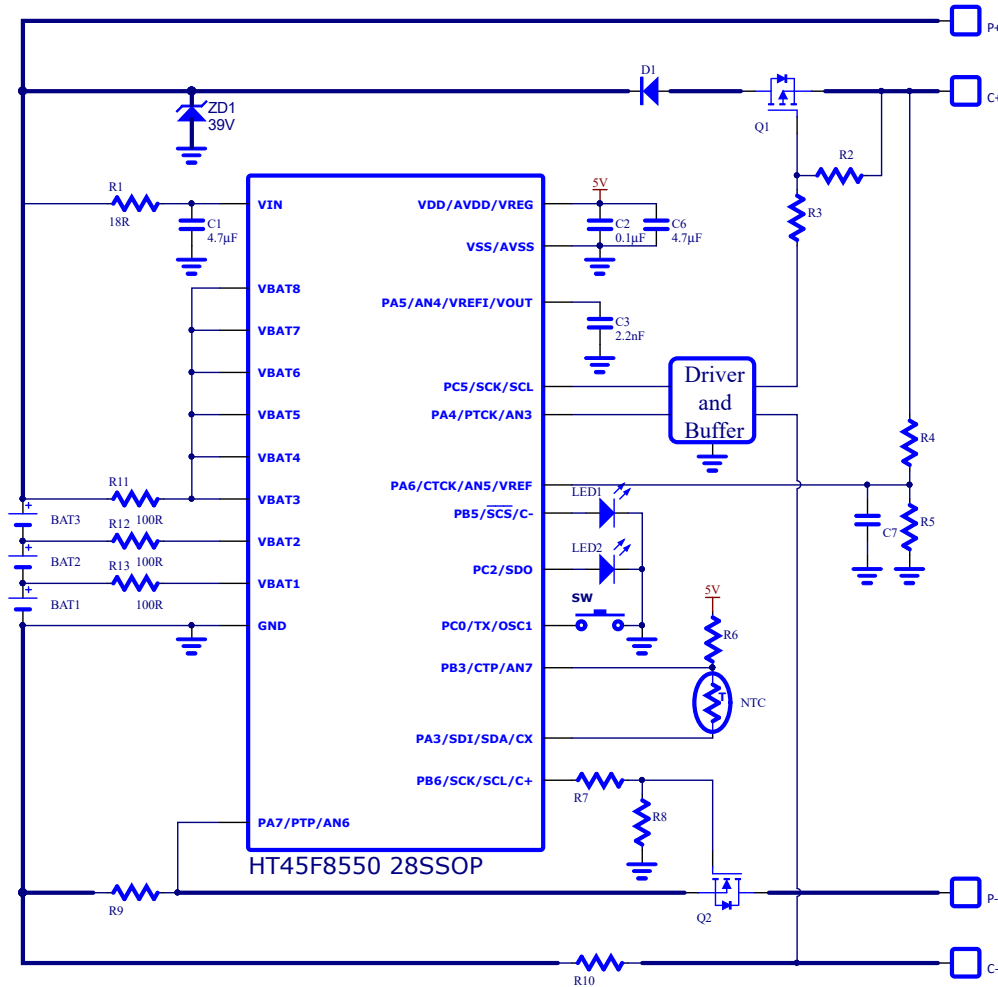 P+
D1
C+
ZD1
39V
Q1
R2
R1
18R
VIN
C1
4.7µF
5V
VDD/AVDD/VREG
C2
0.1µF
C6
4.7µF
VSS/AVSS
R3
VBAT8
PA5/AN4/VREFI/VOUT
C3
2.2nF
VBAT7
VBAT6
PC5/SCK/SCL
Driver
and
Buffer
VBAT5
PA4/PTCK/AN3
VBAT4
R4
R11
100R
VBAT3
PA6/CTCK/AN5/VREF
LED1
+
BAT3
PB5/SCS/C-
C7
R5
R12
100R
VBAT2
LED2
+
BAT2
PC2/SDO
R13
100R
VBAT1
+
BAT1
SW
5V
GND
PC0/TX/OSC1
R6
PB3/CTP/AN7
T
NTC
PA3/SDI/SDA/CX
PB6/SCK/SCL/C+
R7
R8
PA7/PTP/AN6
HT45F8550 28SSOP
R9
Q2
P-
R10
C-